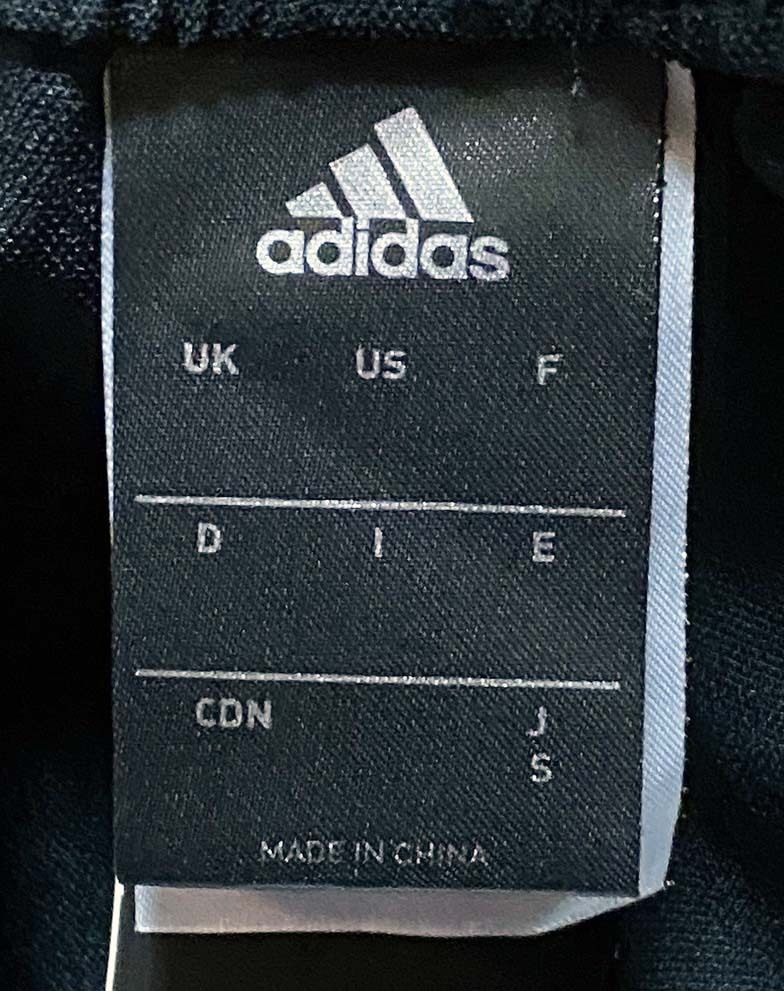 adidas
UK US F
D I E
CDN J
S
MADE IN CHINA